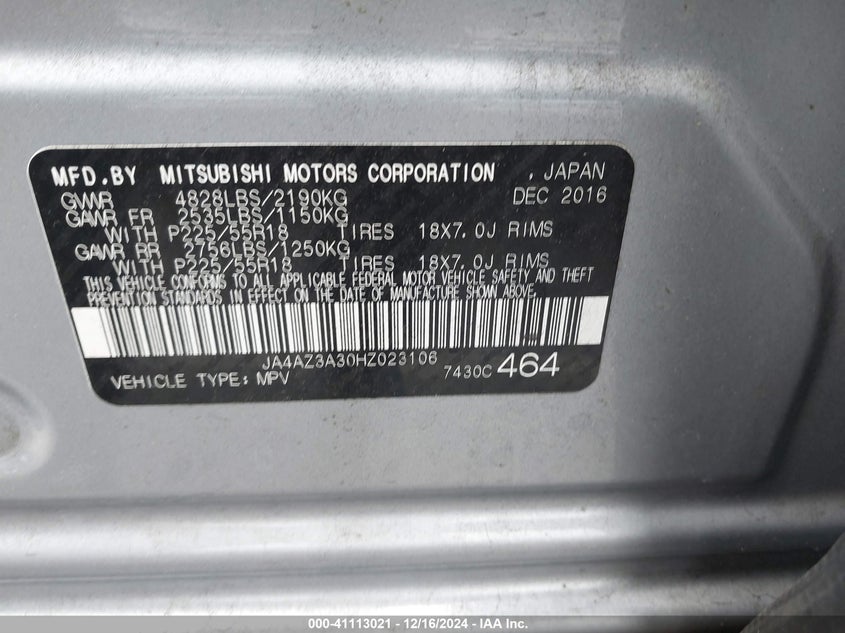 MFD.BY MITSUBISHI MOTORS CORPORATION , JAPAN
GVWR 4828LBS/2190KG DEC 2016
GAWR FR 2535LBS/1150KG
WITH P225/55R18 TIRES 18X7.0J RIMS
GAWR RR 2756LBS/1250KG
WITH P225/55R18 TIRES 18X7.0J RIMS
THIS VEHICLE CONFORMS TO ALL APPLICABLE FEDERAL MOTOR VEHICLE SAFETY AND THEFT
PREVENTION STANDARDS IN EFFECT ON THE DATE OF MANUFACTURE SHOWN ABOVE.
JA4AZ3A30HZ023106
VEHICLE TYPE: MPV 7430C 464
000-41113021 - 12/16/2024 - IAA Inc.